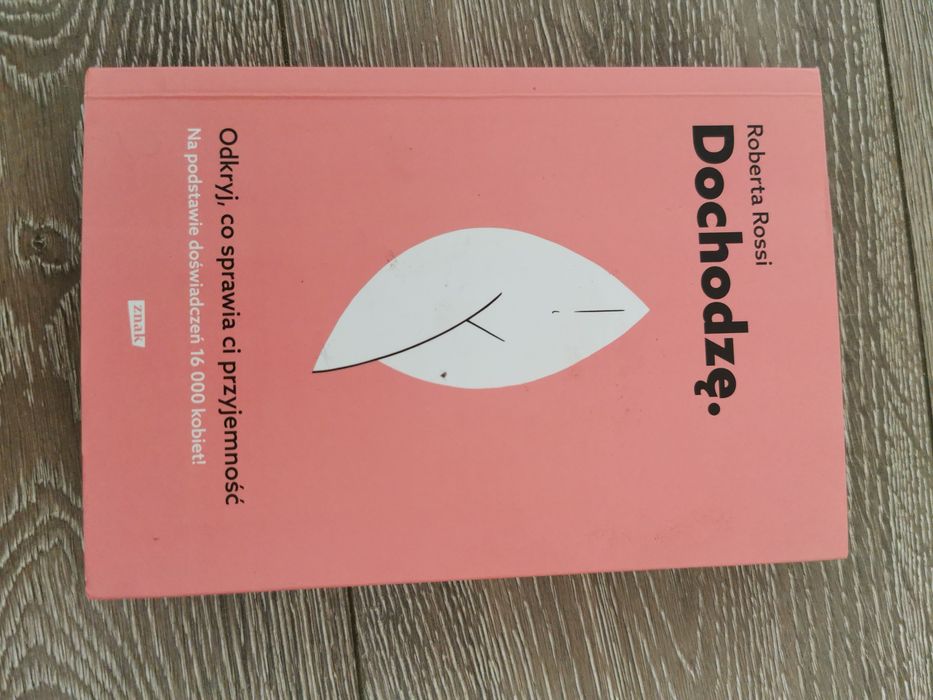 Roberta Rossi
Dochodzę.
Odkryj, co sprawia ci przyjemność
Na podstawie doświadczeń 16 000 kobiet!
znak